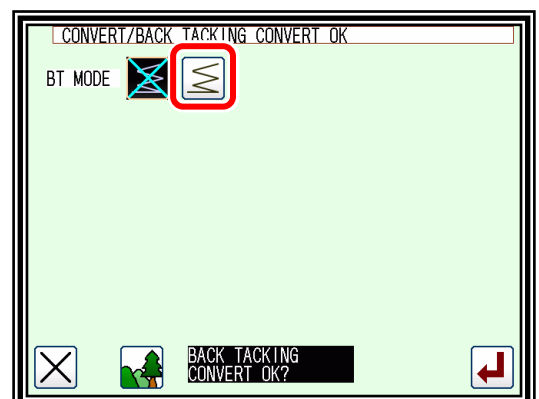 CONVERT/BACK TACKING CONVERT OK
BT MODE
BACK TACKING
CONVERT OK?